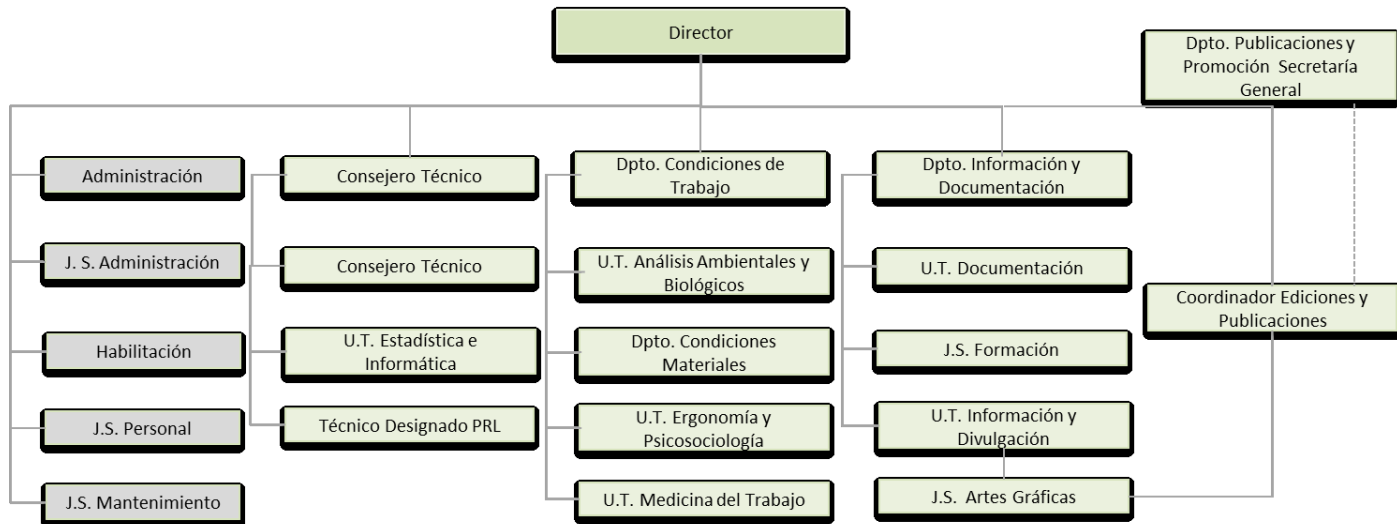 Director
Dpto. Publicaciones y
Promoción Secretaría
General
Administración
J. S. Administración
Habilitación
J.S. Personal
J.S. Mantenimiento
Consejero Técnico
Consejero Técnico
U.T. Estadística e
Informática
Técnico Designado PRL
Dpto. Condiciones de
Trabajo
U.T. Análisis Ambientales y
Biológicos
Dpto. Condiciones
Materiales
U.T. Ergonomía y
Psicosociología
U.T. Medicina del Trabajo
Dpto. Información y
Documentación
U.T. Documentación
J.S. Formación
U.T. Información y
Divulgación
J.S. Artes Gráficas
Coordinador Ediciones y
Publicaciones